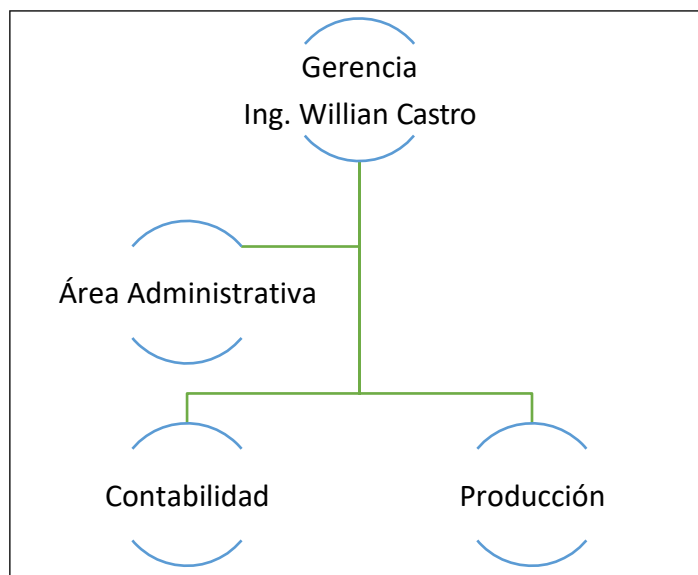 Gerencia
Ing. Willian Castro
Área Administrativa
Contabilidad
Producción